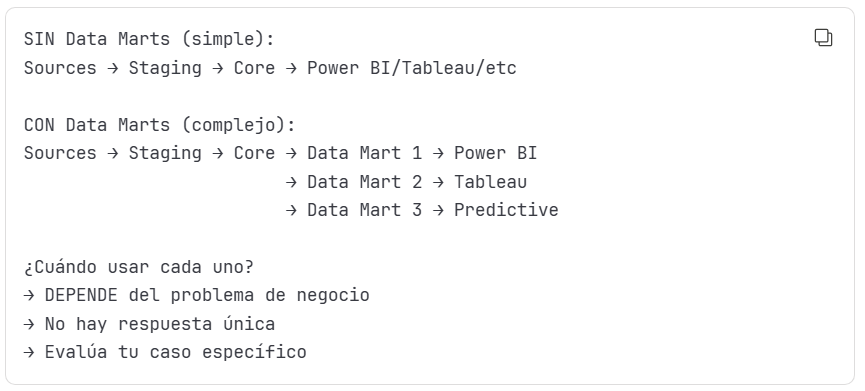 SIN Data Marts (simple):
Sources → Staging → Core → Power BI/Tableau/etc
CON Data Marts (complejo):
Sources → Staging → Core → Data Mart 1 → Power BI
→ Data Mart 2 → Tableau
→ Data Mart 3 → Predictive
¿Cuándo usar cada uno?
→ DEPENDE del problema de negocio
→ No hay respuesta única
→ Evalúa tu caso específico